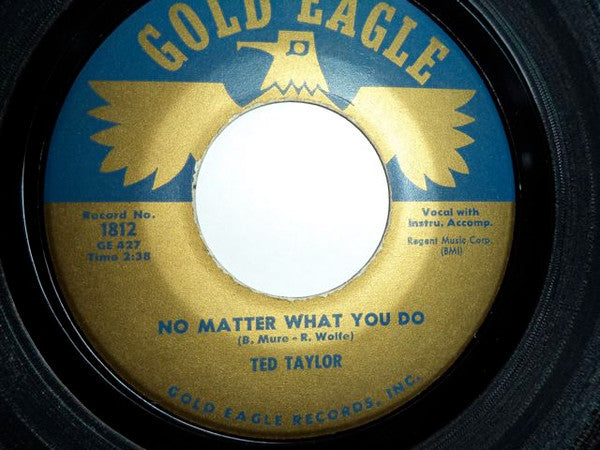 GOLD EAGLE
Record No.
1812
GE 427
Time 2:38
Vocal with
Instru. Accomp.
Regent Music Corp.
(BMI)
NO MATTER WHAT YOU DO
(B. Mure - R. Wolfe)
TED TAYLOR
GOLD EAGLE RECORDS, INC.